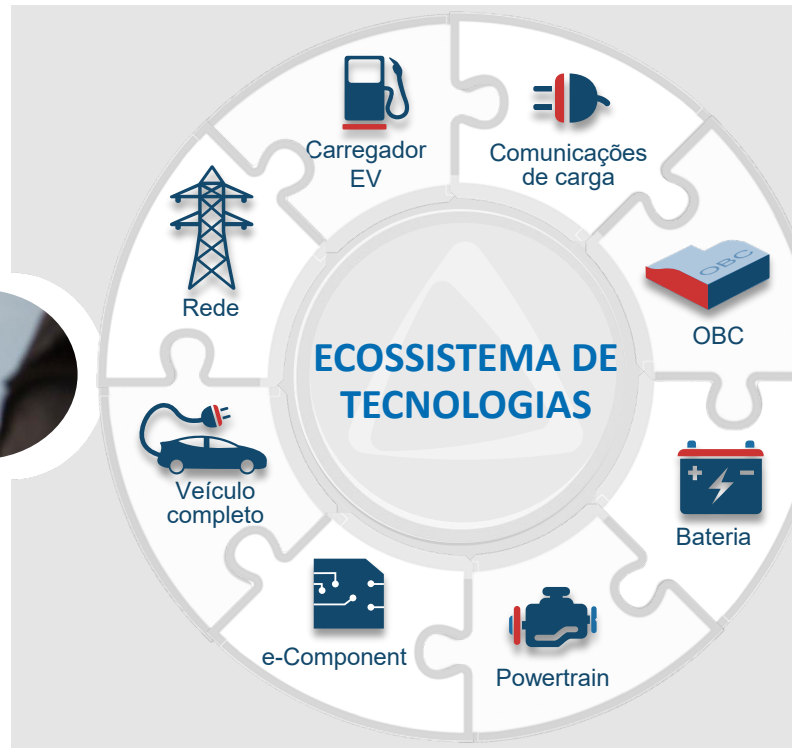 Carregador
EV
Comunicações
de carga
OBC
OBC
Bateria
Powertrain
e-Component
Veículo
completo
Rede
ECOSSISTEMA DE
TECNOLOGIAS
+ -